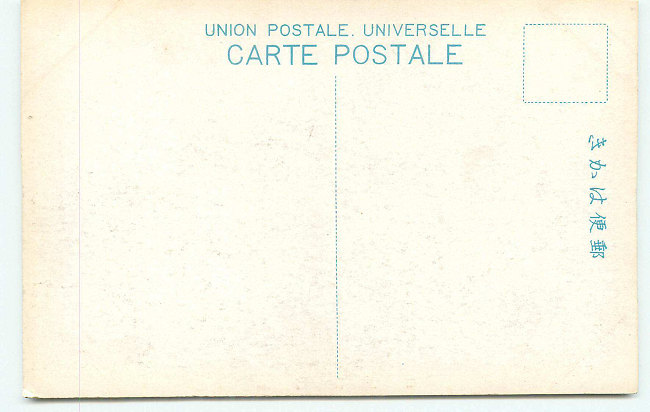 UNION POSTALE. UNIVERSELLE
CARTE POSTALE
郵便はかき